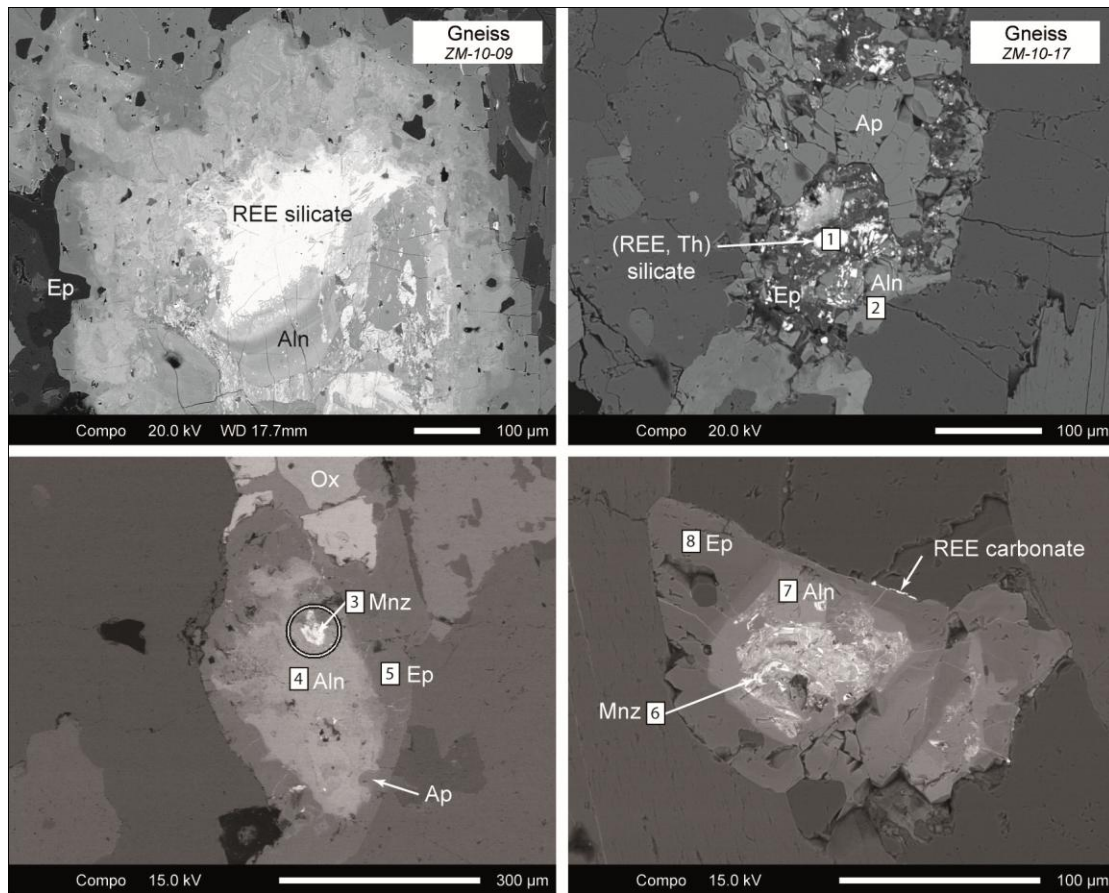 Gneiss
ZM-10-09
REE silicate
Ep
Aln
Compo 20.0 kV WD 17.7mm 100 µm
Gneiss
ZM-10-17
Ap
1
(REE, Th)
silicate
Ep
Aln
2
Compo 20.0 kV 100 µm
Ox
3 Mnz
4 Aln
5 Ep
Ap
Compo 15.0 kV 300 µm
8 Ep
REE carbonate
7 Aln
Mnz 6
Compo 15.0 kV 100 µm